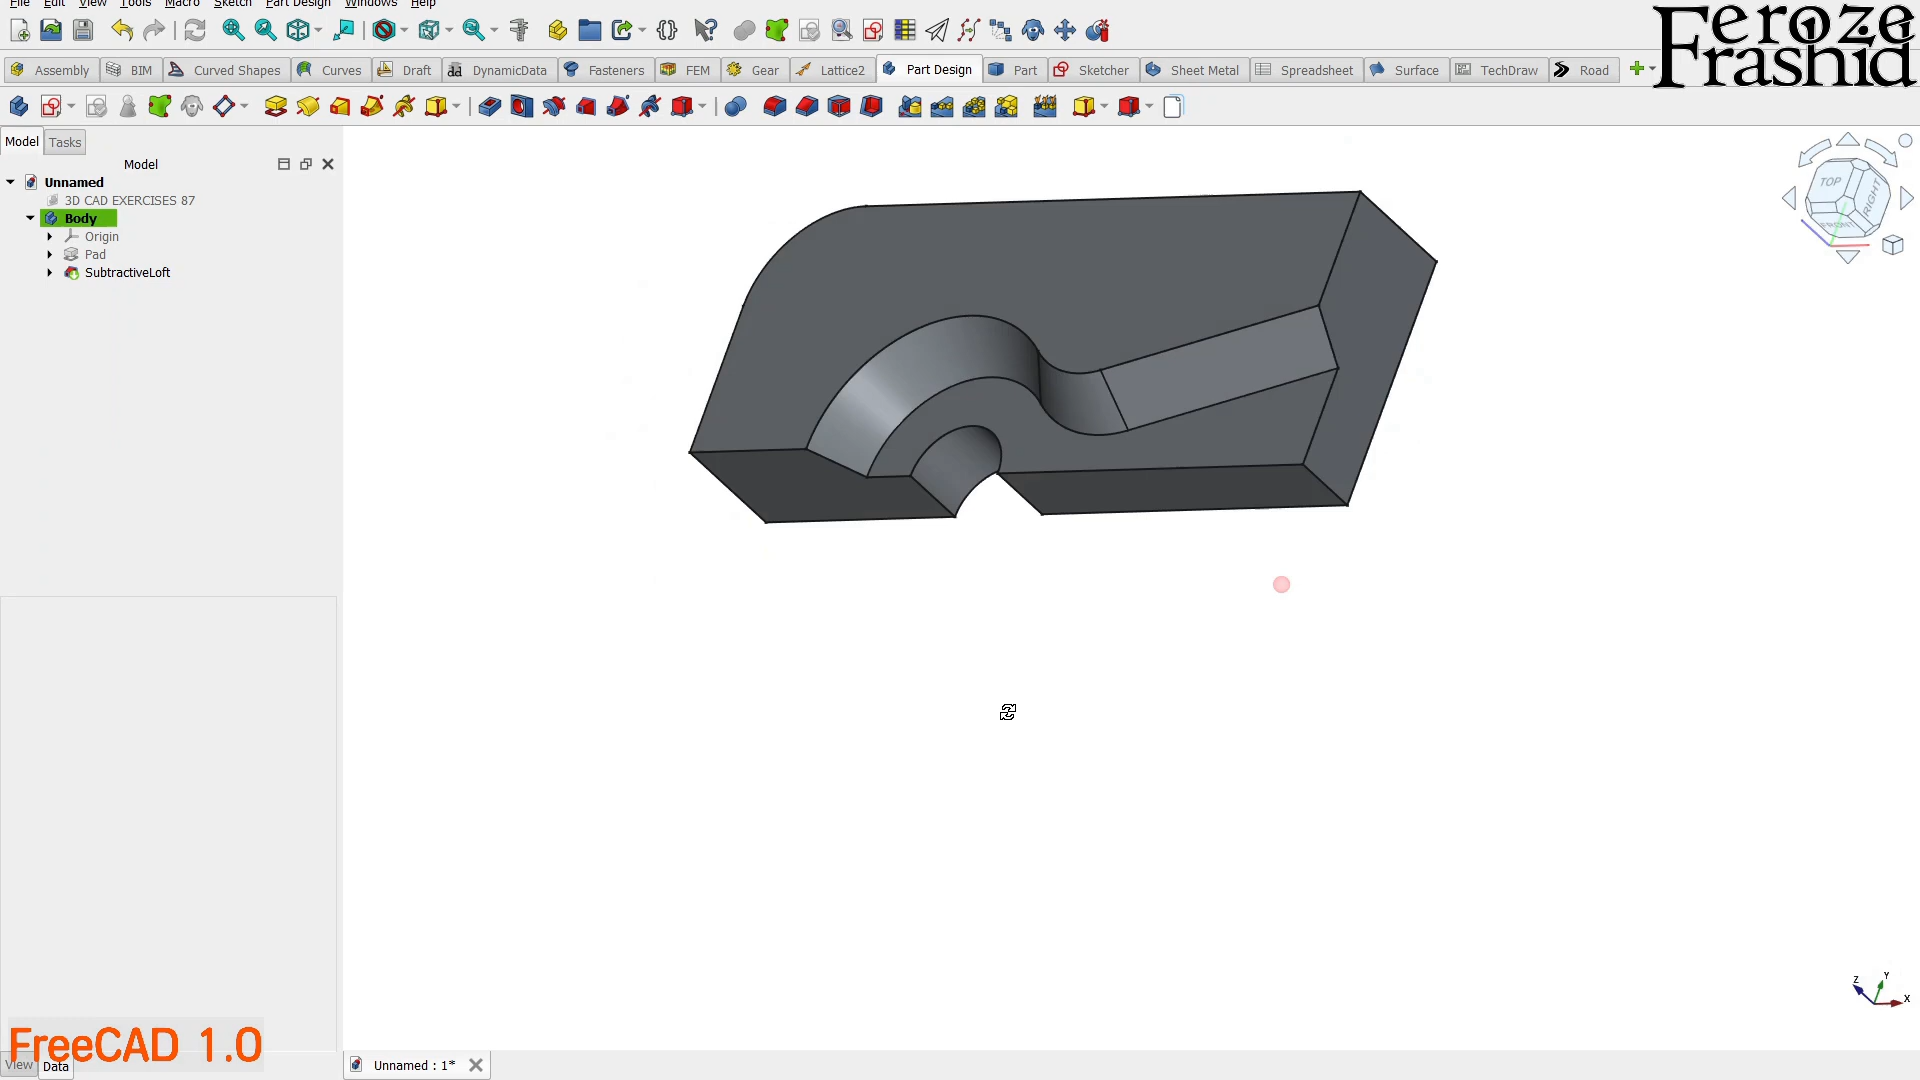 File Edit View Tools Macro Sketch Part Design Windows Help
Feroze
Frashid
Assembly BIM Curved Shapes Curves Draft DynamicData Fasteners FEM Gear Lattice2 Part Design Part Sketcher Sheet Metal Spreadsheet Surface TechDraw Road
Model Tasks
Model
Unnamed
3D CAD EXERCISES 87
Body
Origin
Pad
SubtractiveLoft
TOP
RIGHT
FRONT
Z Y X
FreeCAD 1.0
View Data
Unnamed : 1*